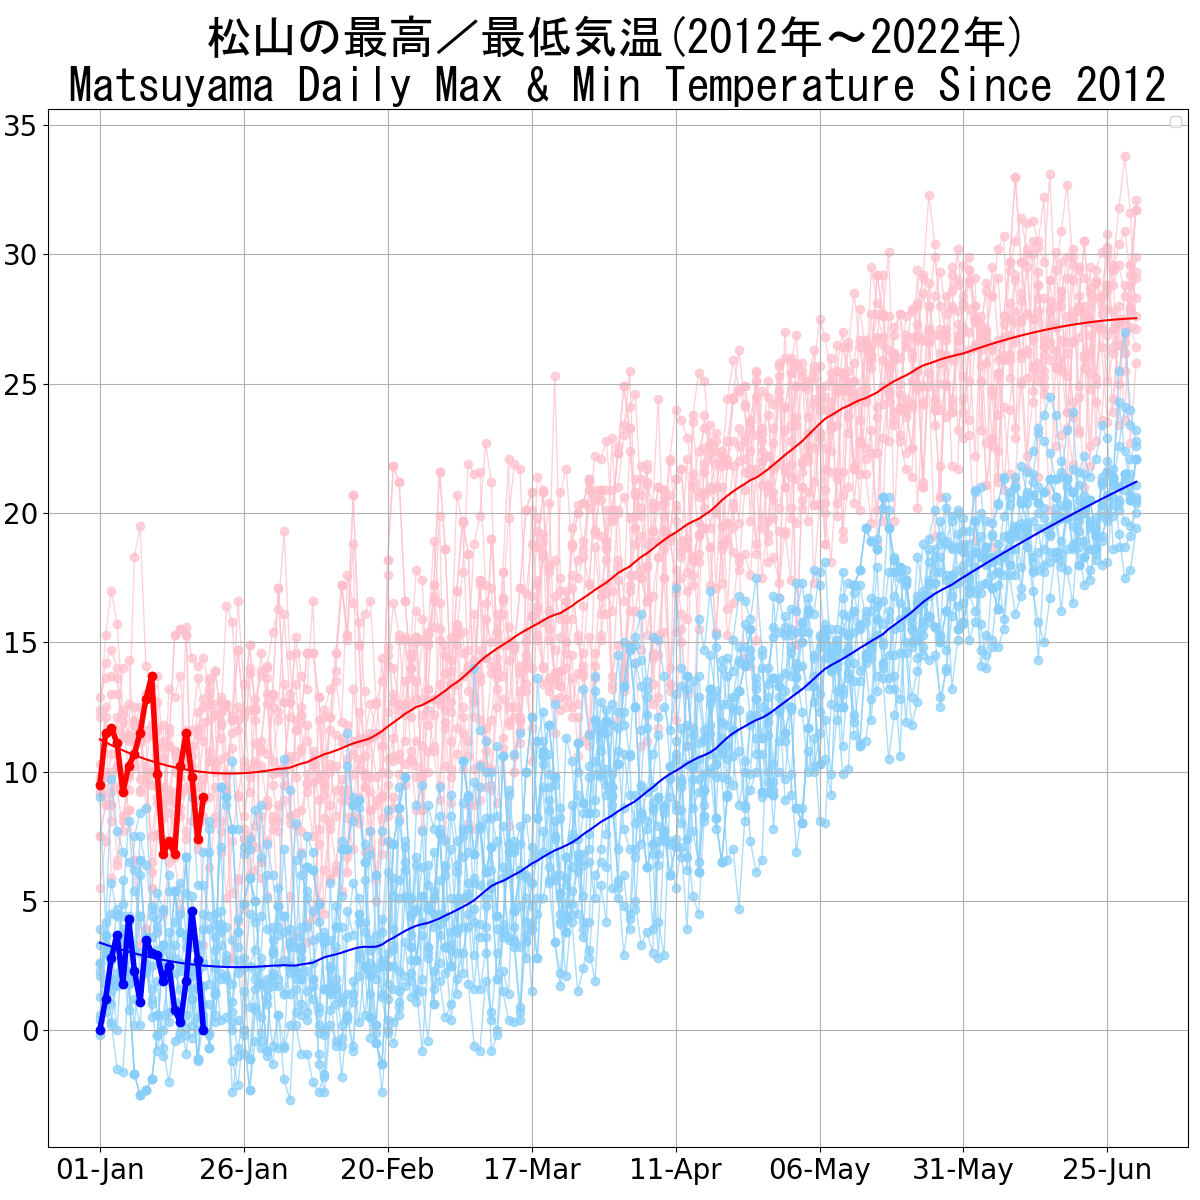 松山の最高／最低気温(2012年～2022年)
Matsuyama Daily Max & Min Temperature Since 2012
35
30
25
20
15
10
5
0
01-Jan 26-Jan 20-Feb 17-Mar 11-Apr 06-May 31-May 25-Jun